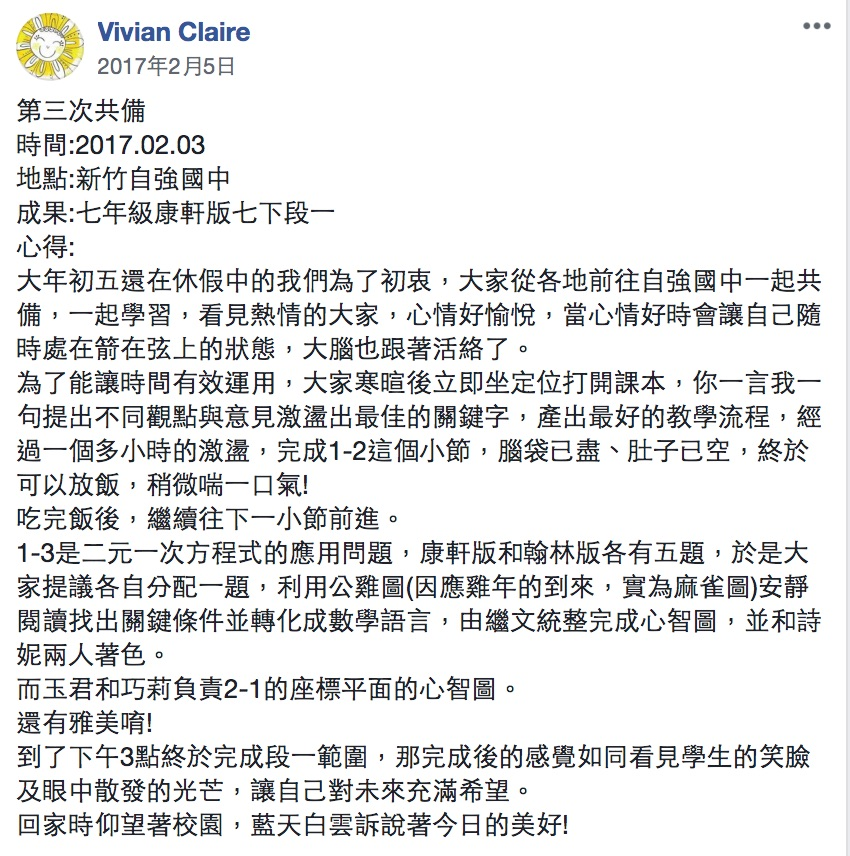 Vivian Claire
2017年2月5日
第三次共備
時間:2017.02.03
地點:新竹自強國中
成果:七年級康軒版七下段一
心得:
大年初五還在休假中的我們為了初衷，大家從各地前往自強國中一起共
備，一起學習，看見熱情的大家，心情好愉悅，當心情好時會讓自己隨
時處在箭在弦上的狀態，大腦也跟著活絡了。
為了能讓時間有效運用，大家寒暄後立即坐定位打開課本，你一言我一
句提出不同觀點與意見激盪出最佳的關鍵字，產出最好的教學流程，經
過一個多小時的激盪，完成1-2這個小節，腦袋已盡、肚子已空，終於
可以放飯，稍微喘一口氣!
吃完飯後，繼續往下一小節前進。
1-3是二元一次方程式的應用問題，康軒版和翰林版各有五題，於是大
家提議各自分配一題，利用公雞圖(因應雞年的到來，實為麻雀圖)安靜
閱讀找出關鍵條件並轉化成數學語言，由繼文統整完成心智圖，並和詩
妮兩人著色。
而玉君和巧莉負責2-1的座標平面的心智圖。
還有雅美唷!
到了下午3點終於完成段一範圍，那完成後的感覺如同看見學生的笑臉
及眼中散發的光芒，讓自己對未來充滿希望。
回家時仰望著校園，藍天白雲訴說著今日的美好!